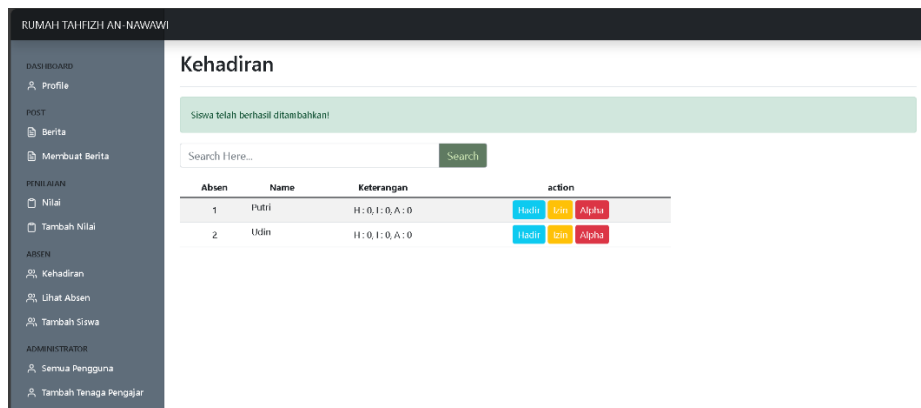 RUMAH TAHFIZH AN-NAWAWI
DASHBOARD
Profile
POST
Berita
Membuat Berita
PENILAIAN
Nilai
Tambah Nilai
ABSEN
Kehadiran
Lihat Absen
Tambah Siswa
ADMINISTRATOR
Semua Pengguna
Tambah Tenaga Pengajar
Kehadiran
Siswa telah berhasil ditambahkan!
Search Here... Search
Absen Name Keterangan action
1 Putri H : 0, I : 0, A : 0 Hadir Izin Alpha
2 Udin H : 0, I : 0, A : 0 Hadir Izin Alpha